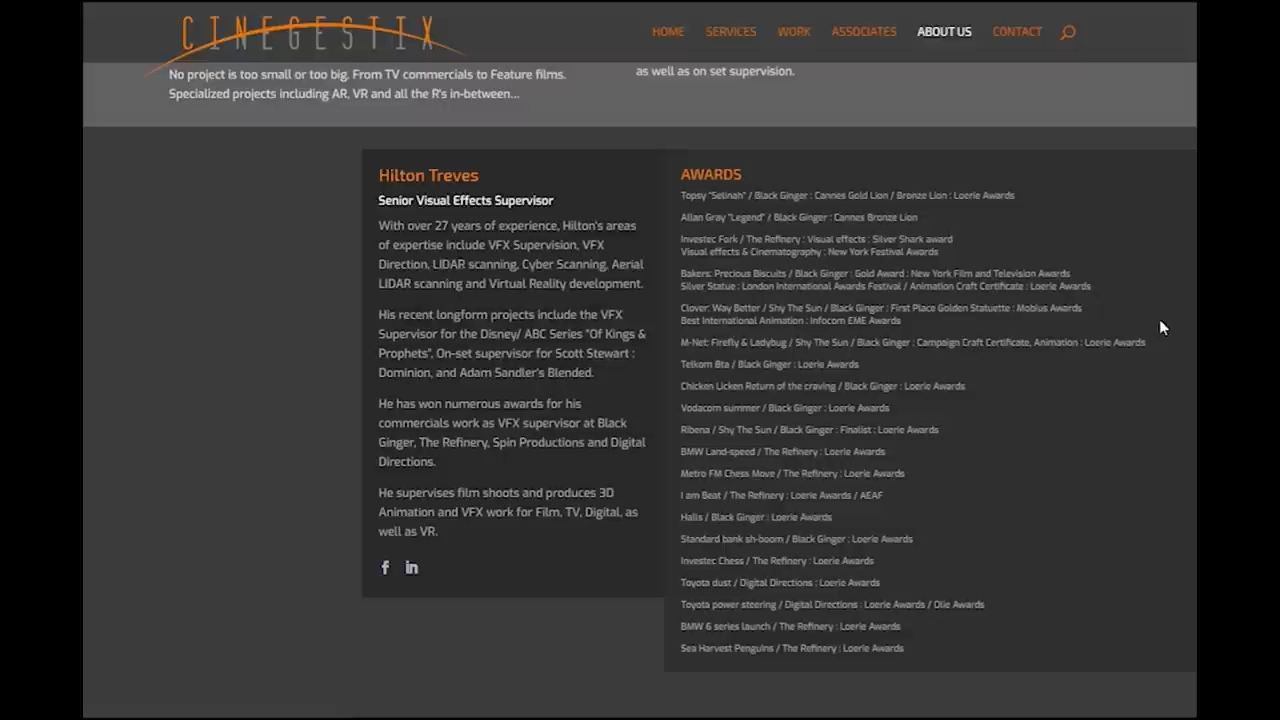 CINEGESTIX
HOME SERVICES WORK ASSOCIATES ABOUT US CONTACT
No project is too small or too big. From TV commercials to Feature films.
Specialized projects including AR, VR and all the R's in-between...
as well as on set supervision.
Hilton Treves
Senior Visual Effects Supervisor
With over 27 years of experience, Hilton's areas
of expertise include VFX Supervision, VFX
Direction, LIDAR scanning, Cyber Scanning, Aerial
LIDAR scanning and Virtual Reality development.
His recent longform projects include the VFX
Supervisor for the Disney/ ABC Series "Of Kings &
Prophets", On-set supervisor for Scott Stewart :
Dominion, and Adam Sandler's Blended.
He has won numerous awards for his
commercials work as VFX supervisor at Black
Ginger, The Refinery, Spin Productions and Digital
Directions.
He supervises film shoots and produces 3D
Animation and VFX work for Film, TV, Digital, as
well as VR.
f in
AWARDS
Topsy "Selinah" / Black Ginger : Cannes Gold Lion / Bronze Lion : Loerie Awards
Allan Gray "Legend" / Black Ginger : Cannes Bronze Lion
Investec Fork / The Refinery : Visual effects : Silver Shark award
Visual effects & Cinematography : New York Festival Awards
Bakers: Precious Biscuits / Black Ginger : Gold Award : New York Film and Television Awards
Silver Statue : London International Awards Festival / Animation Craft Certificate : Loerie Awards
Clover: Way Better / Shy The Sun / Black Ginger : First Place Golden Statuette : Mobius Awards
Best International Animation : Infocom EME Awards
M-Net: Firefly & Ladybug / Shy The Sun / Black Ginger : Campaign Craft Certificate, Animation : Loerie Awards
Telkom Bta / Black Ginger : Loerie Awards
Chicken Licken Return of the craving / Black Ginger : Loerie Awards
Vodacom summer / Black Ginger : Loerie Awards
Ribena / Shy The Sun / Black Ginger : Finalist : Loerie Awards
BMW Land-speed / The Refinery : Loerie Awards
Metro FM Chess Move / The Refinery : Loerie Awards
I am Beat / The Refinery : Loerie Awards / AEAF
Halls / Black Ginger : Loerie Awards
Standard bank sh-boom / Black Ginger : Loerie Awards
Investec Chess / The Refinery : Loerie Awards
Toyota dust / Digital Directions : Loerie Awards
Toyota power steering / Digital Directions : Loerie Awards / Olie Awards
BMW 6 series launch / The Refinery : Loerie Awards
Sea Harvest Penguins / The Refinery : Loerie Awards